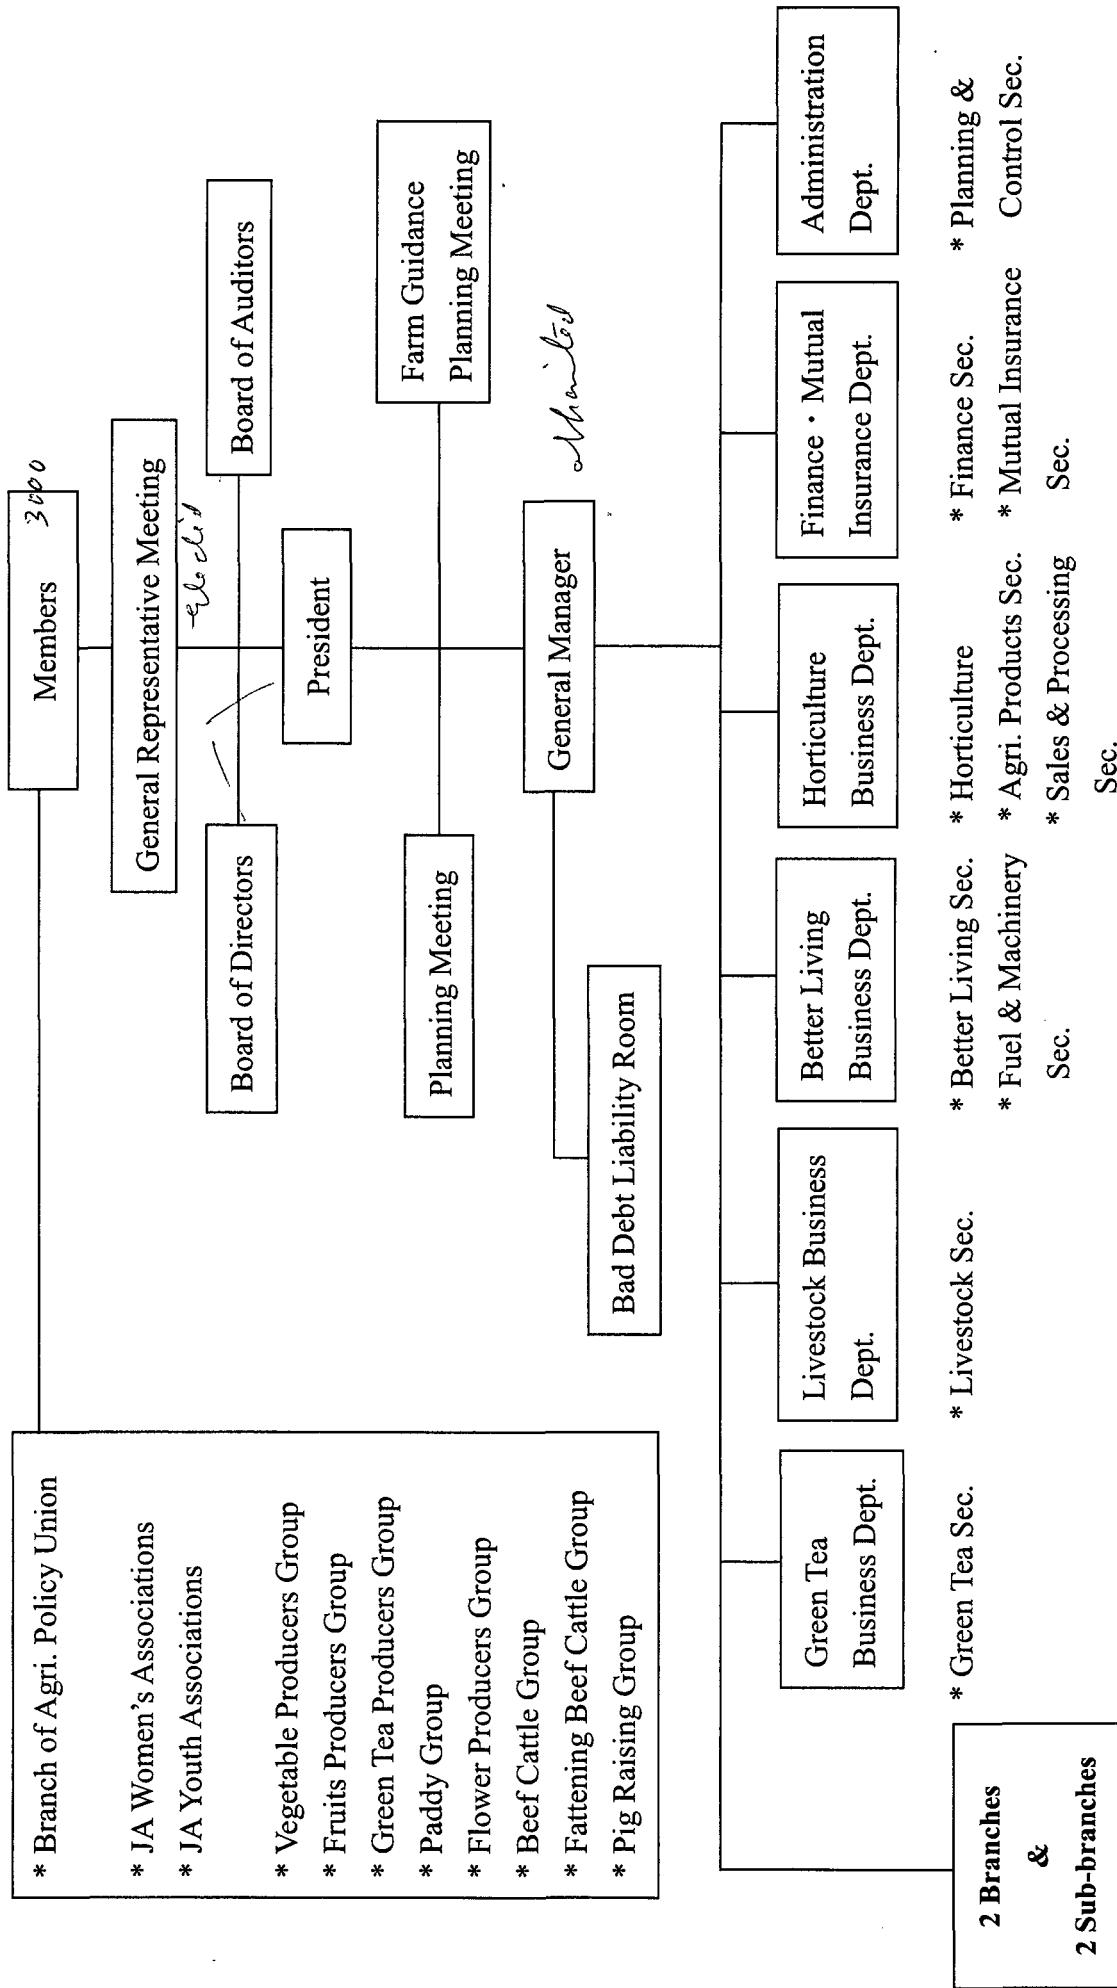 Members 3000
General Representative Meeting
Board of Directors
Board of Auditors
President
Planning Meeting
Farm Guidance
Planning Meeting
General Manager
Bad Debt Liability Room
* Branch of Agri. Policy Union
* JA Women's Associations
* JA Youth Associations
* Vegetable Producers Group
* Fruits Producers Group
* Green Tea Producers Group
* Paddy Group
* Flower Producers Group
* Beef Cattle Group
* Fattening Beef Cattle Group
* Pig Raising Group
2 Branches
&
2 Sub-branches
Green Tea
Business Dept.
* Green Tea Sec.
Livestock Business
Dept.
* Livestock Sec.
Better Living
Business Dept.
* Better Living Sec.
* Fuel & Machinery
Sec.
Horticulture
Business Dept.
* Horticulture
* Agri. Products Sec.
* Sales & Processing
Sec.
Finance・Mutual
Insurance Dept.
* Finance Sec.
* Mutual Insurance
Sec.
Administration
Dept.
* Planning &
Control Sec.